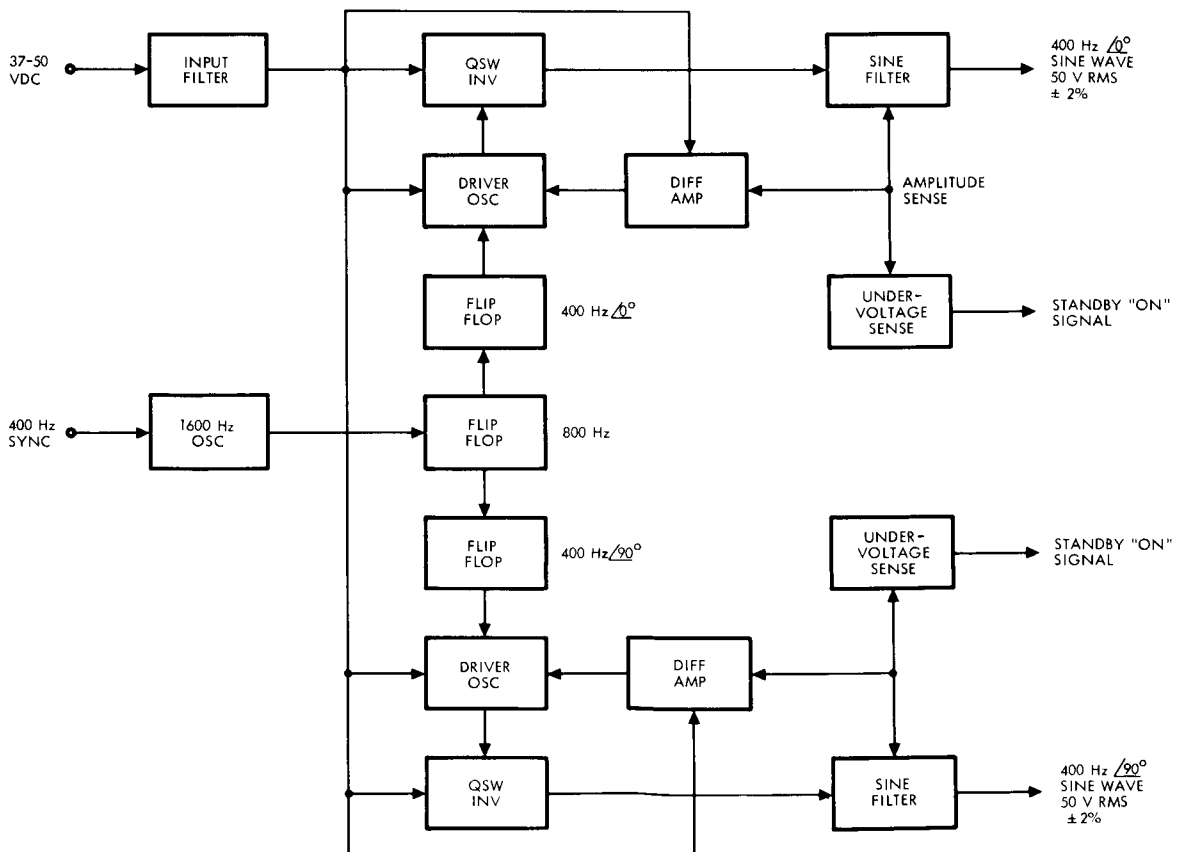 37-50
VDC
INPUT
FILTER
QSW
INV
SINE
FILTER
400 Hz /0°
SINE WAVE
50 V RMS
± 2%
DRIVER
OSC
DIFF
AMP
AMPLITUDE
SENSE
FLIP
FLOP
400 Hz /0°
UNDER-
VOLTAGE
SENSE
STANDBY "ON"
SIGNAL
400 Hz
SYNC
1600 Hz
OSC
FLIP
FLOP
800 Hz
FLIP
FLOP
400 Hz /90°
UNDER-
VOLTAGE
SENSE
STANDBY "ON"
SIGNAL
DRIVER
OSC
DIFF
AMP
QSW
INV
SINE
FILTER
400 Hz /90°
SINE WAVE
50 V RMS
± 2%